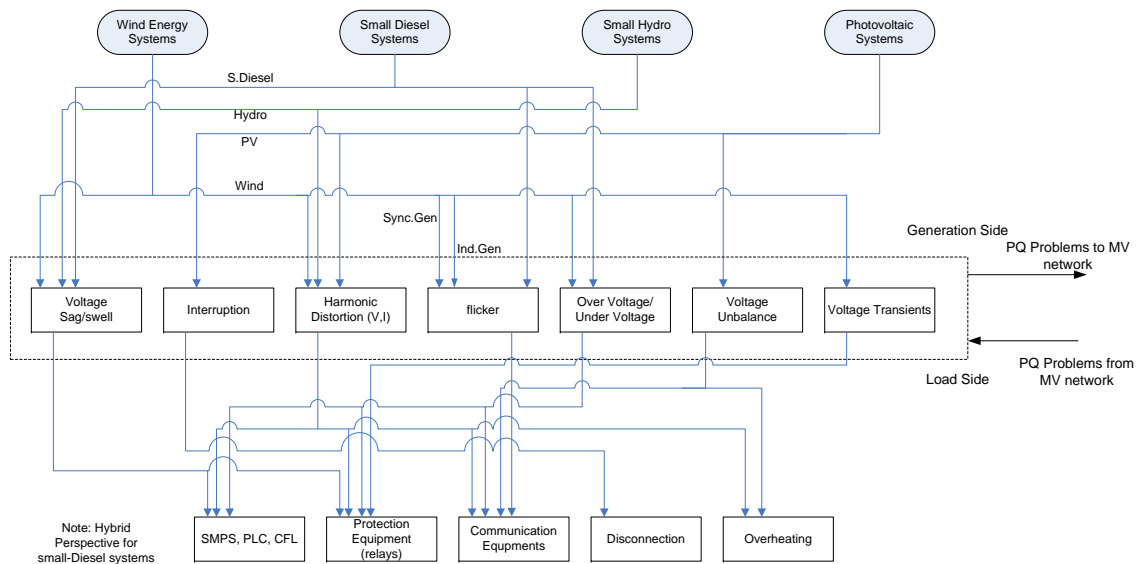 Wind Energy
Systems
Small Diesel
Systems
Small Hydro
Systems
Photovoltaic
Systems
S.Diesel
Hydro
PV
Wind
Sync.Gen
Ind.Gen
Generation Side
PQ Problems to MV
network
Voltage
Sag/swell
Interruption
Harmonic
Distortion (V,I)
flicker
Over Voltage/
Under Voltage
Voltage
Unbalance
Voltage Transients
Load Side
PQ Problems from
MV network
Note: Hybrid
Perspective for
small-Diesel systems
SMPS, PLC, CFL
Protection
Equipment
(relays)
Communication
Equpments
Disconnection
Overheating